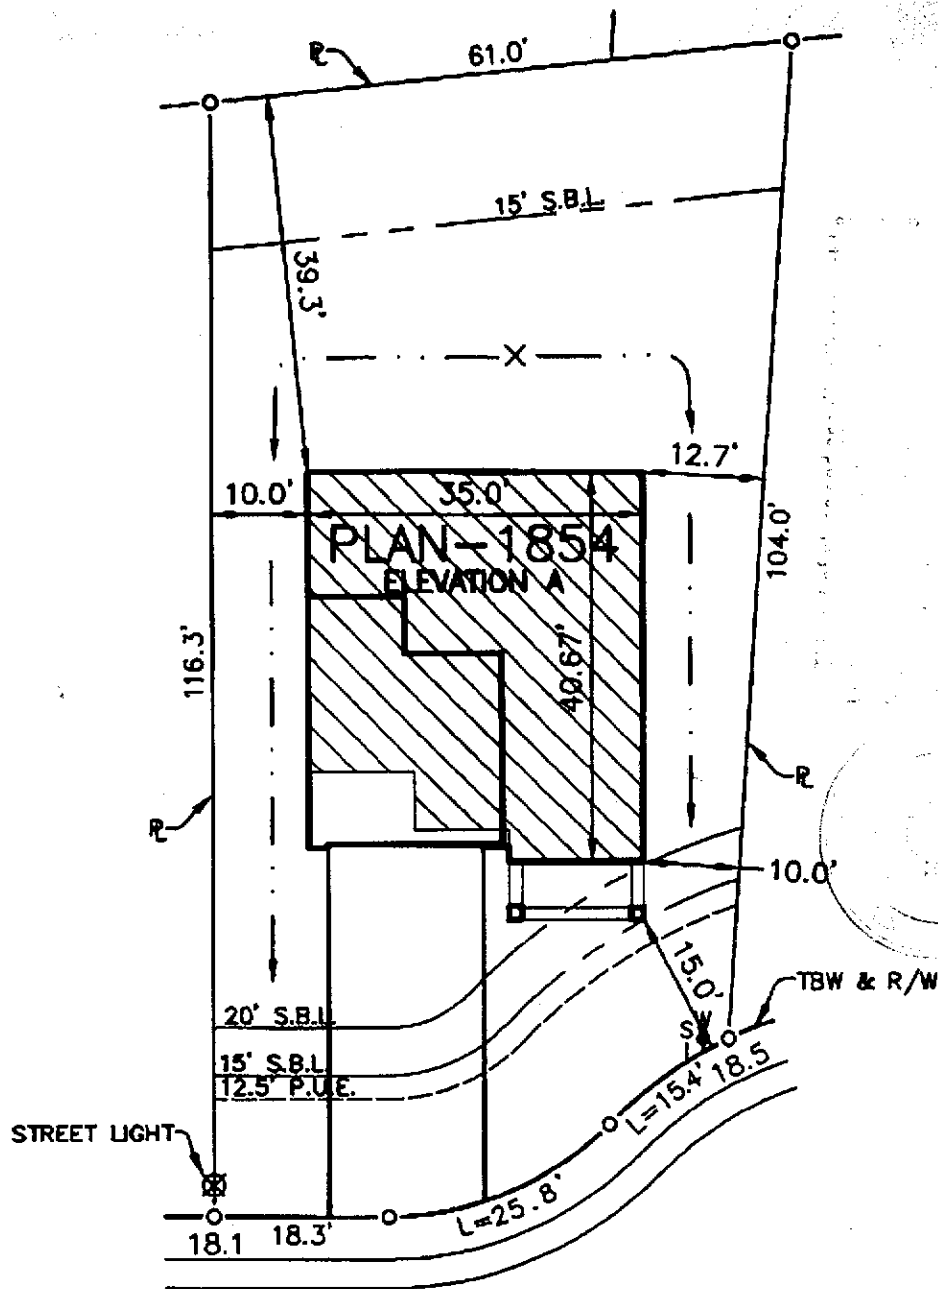 ℄
61.0'
15' S.B.L.
39.3'
X
12.7'
10.0'
35.0'
PLAN-1854
ELEVATION A
104.0'
40.67'
116.3'
℄
℄
10.0'
15.0'
TBW & R/W
S
W
20' S.B.L.
15' S.B.L.
12.5' P.U.E.
L=15.4'
18.5
STREET LIGHT
L=25.8'
18.3'
18.1